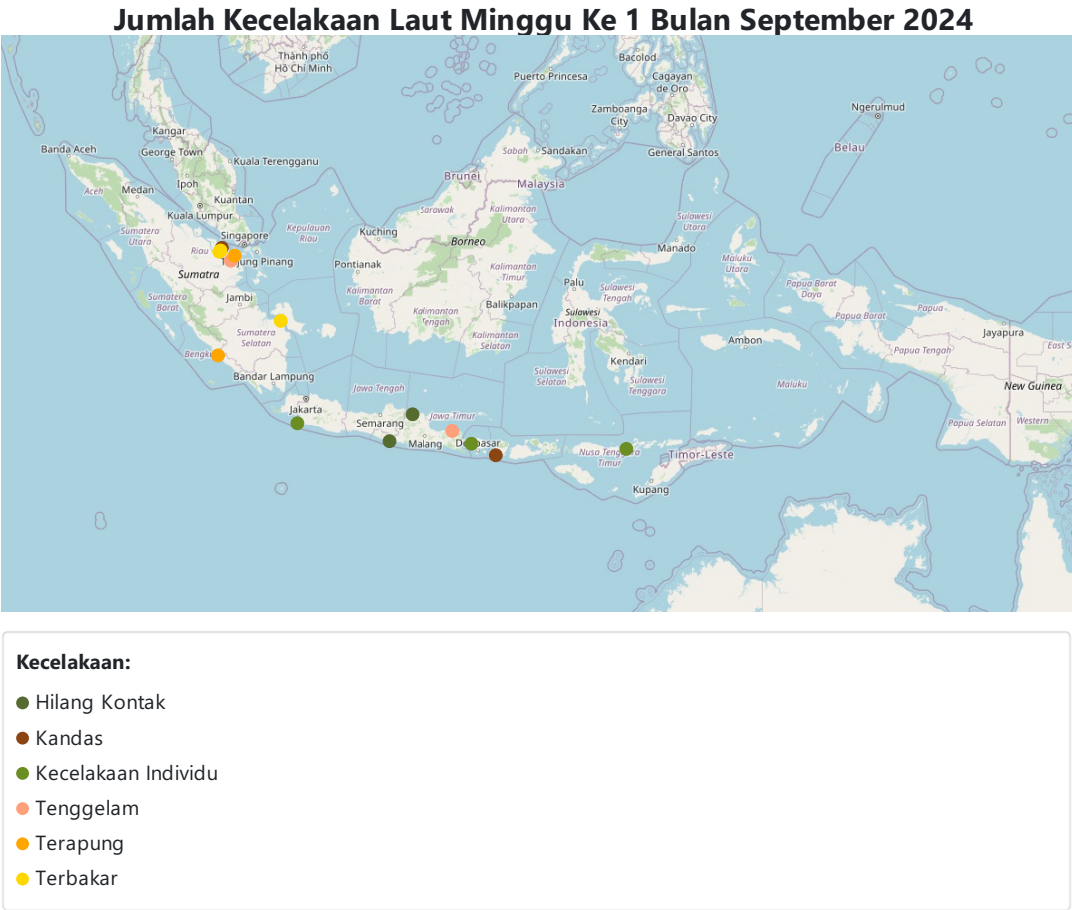 Jumlah Kecelakaan Laut Minggu Ke 1 Bulan September 2024
Thành phố
Hồ Chí Minh
Bacolod
Puerto Princesa
Cagayan
de Oro
Zamboanga
City
Davao City
Ngerulmud
Kangar
Banda Aceh
George Town
Kuala Terengganu
Sabah
Sandakan
General Santos
Belau
Ipoh
Brunei
Malaysia
Aceh
Medan
Kuantan
Kuala Lumpur
Sarawak
Kalimantan
Utara
Sulawesi
Utara
Sumatera
Utara
Singapore
Kepulauan
Riau
Kuching
Borneo
Manado
Riau
Pinang
Pontianak
Kalimantan
Timur
Maluku
Utara
Sumatra
Palu
Papua Barat
Daya
Sumatera
Barat
Jambi
Kalimantan
Barat
Balikpapan
Sulawesi
Tengah
Papua
Kalimantan
Tengah
Sulawesi
Indonesia
Papua Barat
Sumatera
Selatan
Kalimantan
Selatan
Ambon
Jayapura
Papua Tengah
East S
Kendari
Bandar Lampung
Sulawesi
Selatan
Sulawesi
Tenggara
Maluku
New Guinea
Jawa Tengah
Jakarta
Semarang
Jawa Timur
Papua Selatan
Western
Malang
Nusa
Timur
Timor-Leste
Kupang
Kecelakaan:
Hilang Kontak
Kandas
Kecelakaan Individu
Tenggelam
Terapung
Terbakar